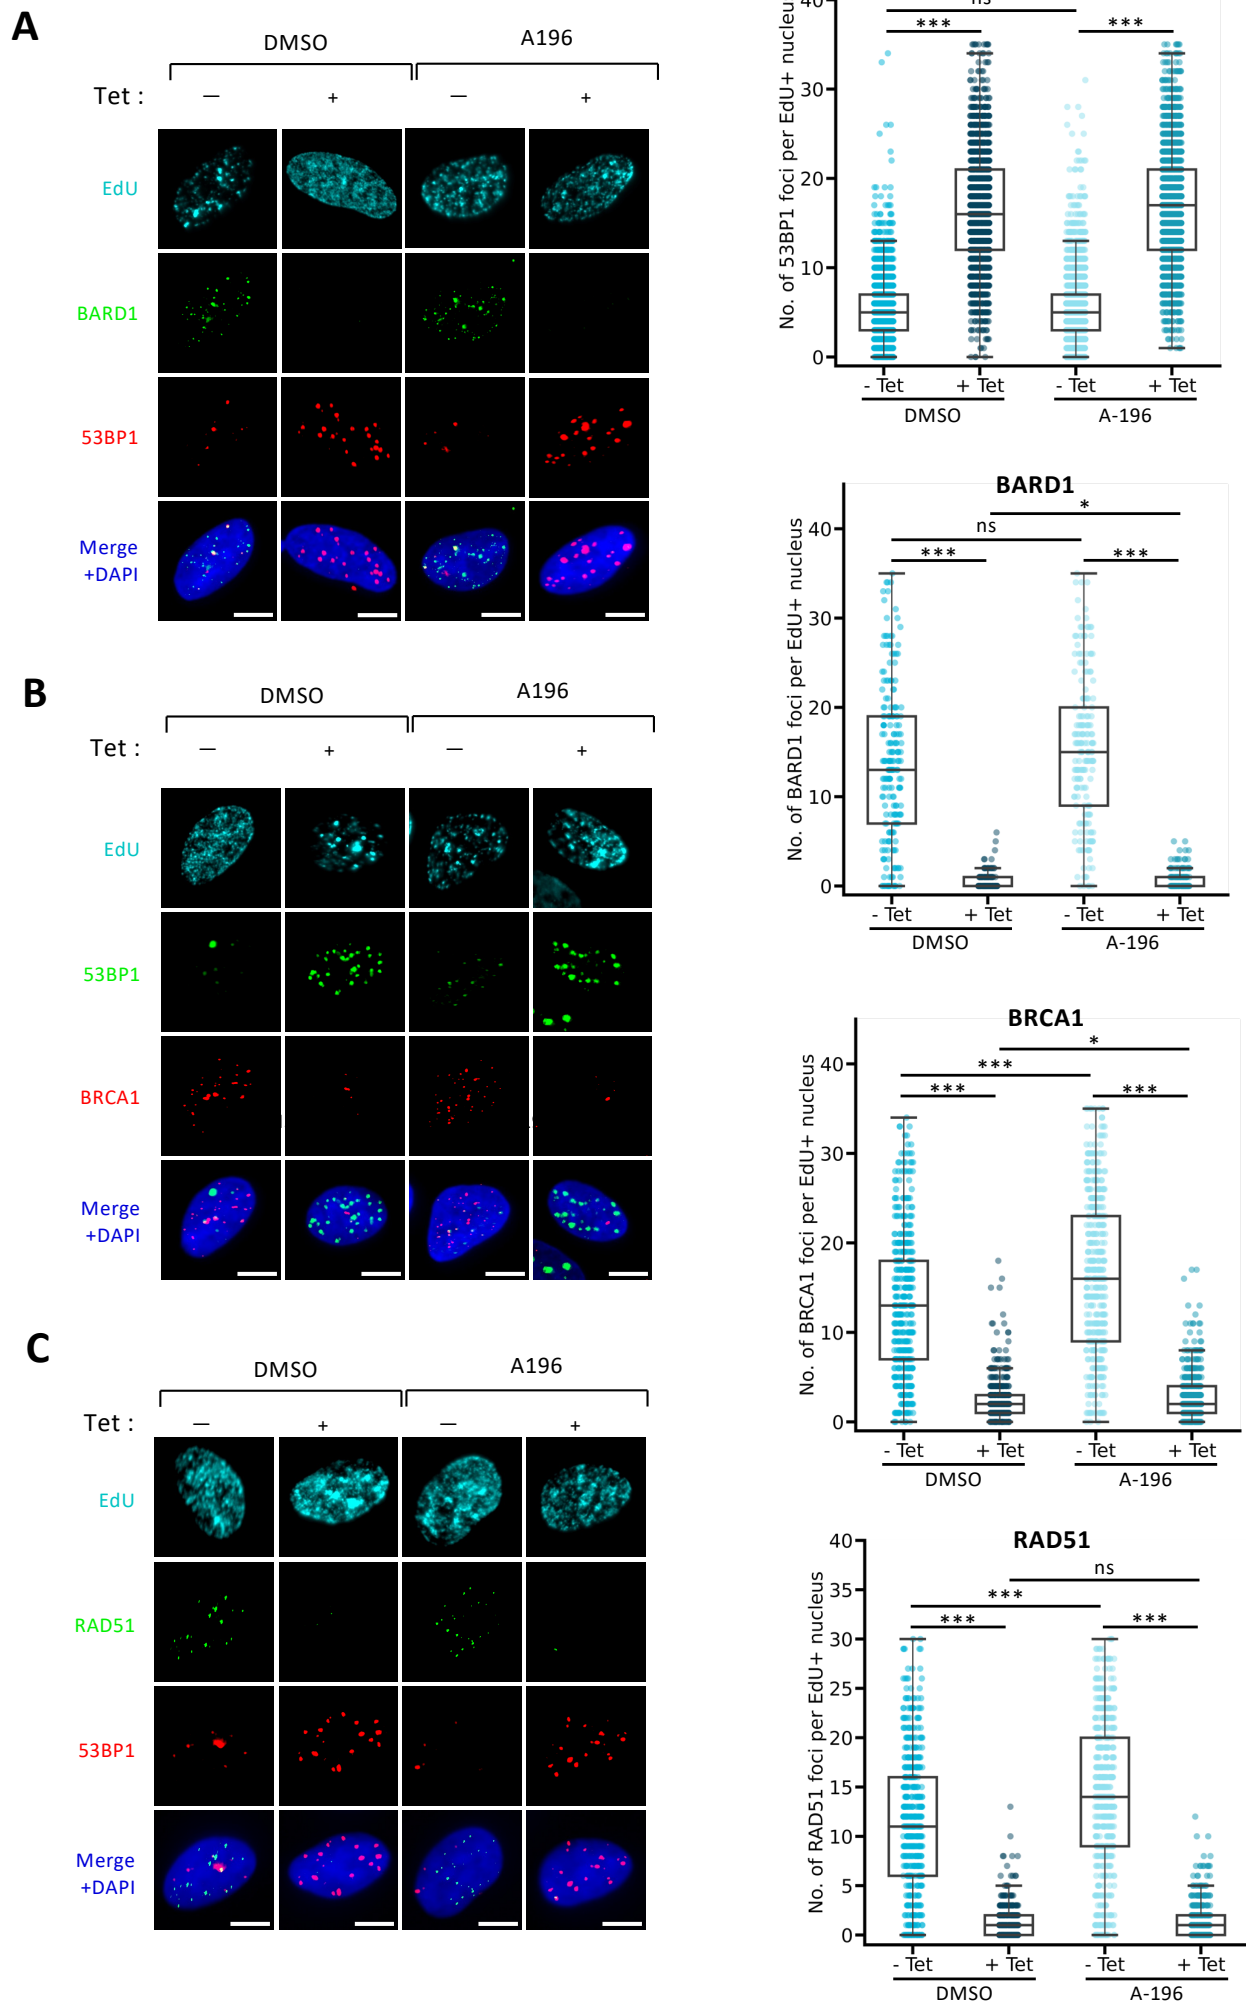 A
DMSO
A196
Tet :
—
+
—
+
EdU
BARD1
53BP1
Merge
+DAPI
No. of 53BP1 foci per EdU+ nucleus
40
30
20
10
0
ns
***
***
- Tet
+ Tet
- Tet
+ Tet
DMSO
A-196
BARD1
No. of BARD1 foci per EdU+ nucleus
40
30
20
10
0
*
ns
***
***
- Tet
+ Tet
- Tet
+ Tet
DMSO
A-196
B
DMSO
A196
Tet :
—
+
—
+
EdU
53BP1
BRCA1
Merge
+DAPI
BRCA1
No. of BRCA1 foci per EdU+ nucleus
40
30
20
10
0
*
***
***
***
- Tet
+ Tet
- Tet
+ Tet
DMSO
A-196
C
DMSO
A196
Tet :
—
+
—
+
EdU
RAD51
53BP1
Merge
+DAPI
RAD51
No. of RAD51 foci per EdU+ nucleus
40
35
30
25
20
15
10
5
0
ns
***
***
***
- Tet
+ Tet
- Tet
+ Tet
DMSO
A-196